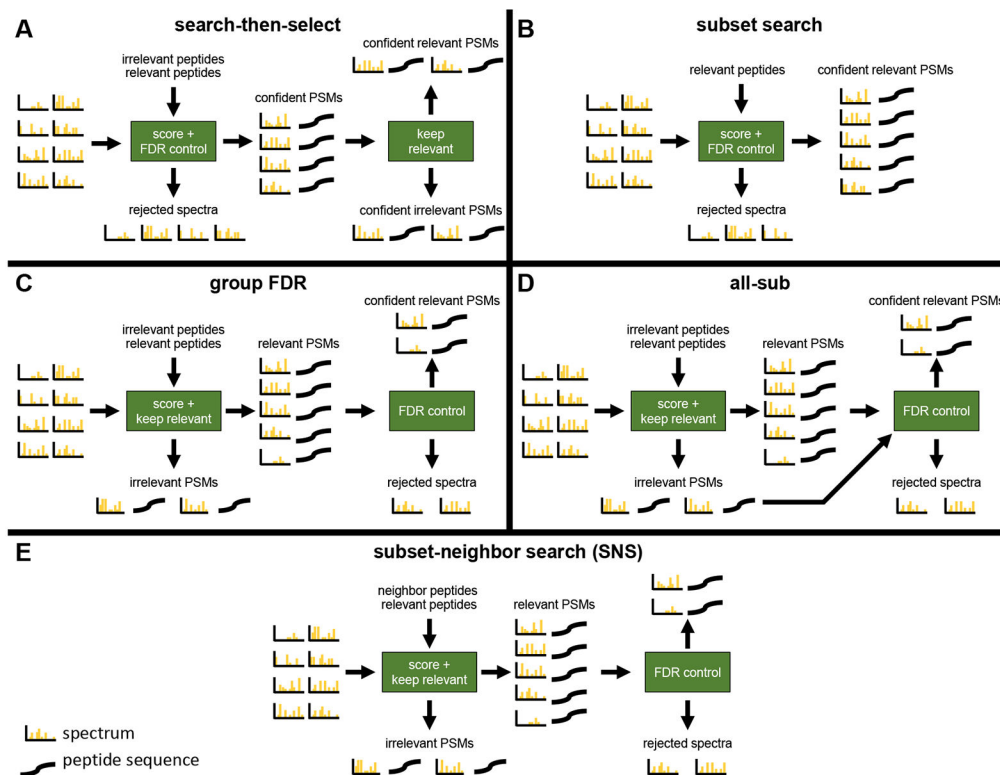 A
search-then-select
irrelevant peptides
relevant peptides
score +
FDR control
rejected spectra
confident PSMs
confident relevant PSMs
keep
relevant
confident irrelevant PSMs
B
subset search
relevant peptides
score +
FDR control
rejected spectra
confident relevant PSMs
C
group FDR
irrelevant peptides
relevant peptides
score +
keep relevant
irrelevant PSMs
relevant PSMs
confident relevant PSMs
FDR control
rejected spectra
D
all-sub
irrelevant peptides
relevant peptides
score +
keep relevant
irrelevant PSMs
relevant PSMs
confident relevant PSMs
FDR control
rejected spectra
E
subset-neighbor search (SNS)
neighbor peptides
relevant peptides
score +
keep relevant
irrelevant PSMs
relevant PSMs
FDR control
rejected spectra
spectrum
peptide sequence